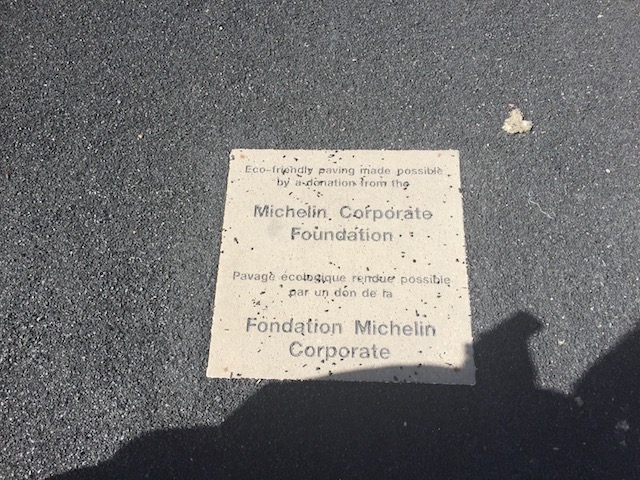 Eco-friendly paving made possible
by a donation from the
Michelin Corporate
Foundation
Pavage écologique rendue possible
par un don de la
Fondation Michelin
Corporate